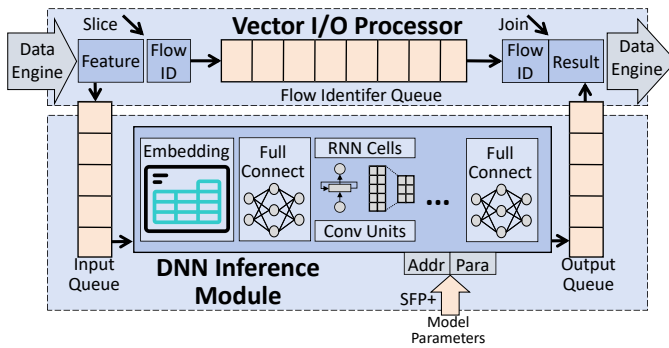 Slice
Vector I/O Processor
Join
Data
Engine
Feature
Flow
ID
Flow
ID
Result
Data
Engine
Flow Identifer Queue
Embedding
Full
Connect
RNN Cells
Conv Units
...
Full
Connect
Input
Queue
DNN Inference
Module
Addr
Para
Output
Queue
SFP+
Model
Parameters